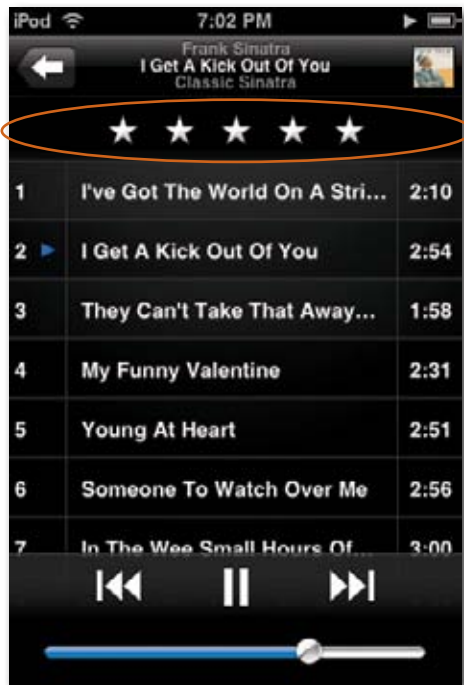 iPod 7:02 PM
Frank Sinatra
I Get A Kick Out Of You
Classic Sinatra
1 I've Got The World On A Stri... 2:10
2 I Get A Kick Out Of You 2:54
3 They Can't Take That Away... 1:58
4 My Funny Valentine 2:31
5 Young At Heart 2:51
6 Someone To Watch Over Me 2:56
7 In The Wee Small Hours Of... 3:00